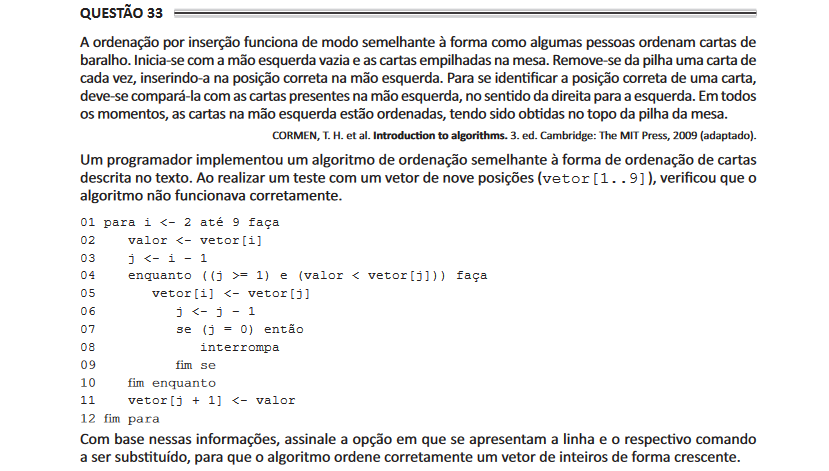 QUESTÃO 33
A ordenação por inserção funciona de modo semelhante à forma como algumas pessoas ordenam cartas de
baralho. Inicia-se com a mão esquerda vazia e as cartas empilhadas na mesa. Remove-se da pilha uma carta de
cada vez, inserindo-a na posição correta na mão esquerda. Para se identificar a posição correta de uma carta,
deve-se compará-la com as cartas presentes na mão esquerda, no sentido da direita para a esquerda. Em todos
os momentos, as cartas na mão esquerda estão ordenadas, tendo sido obtidas no topo da pilha da mesa.
CORMEN, T. H. et al. Introduction to algorithms. 3. ed. Cambridge: The MIT Press, 2009 (adaptado).
Um programador implementou um algoritmo de ordenação semelhante à forma de ordenação de cartas
descrita no texto. Ao realizar um teste com um vetor de nove posições (vetor[1..9]), verificou que o
algoritmo não funcionava corretamente.
01 para i <- 2 até 9 faça
02    valor <- vetor[i]
03    j <- i - 1
04    enquanto ((j >= 1) e (valor < vetor[j])) faça
05       vetor[i] <- vetor[j]
06          j <- j - 1
07          se (j = 0) então
08             interrompa
09          fim se
10    fim enquanto
11    vetor[j + 1] <- valor
12 fim para
Com base nessas informações, assinale a opção em que se apresentam a linha e o respectivo comando
a ser substituído, para que o algoritmo ordene corretamente um vetor de inteiros de forma crescente.